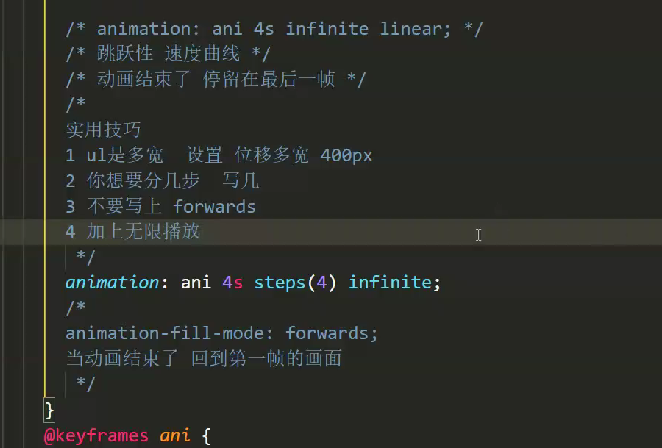 /* animation: ani 4s infinite linear; */
/* 跳跃性 速度曲线 */
/* 动画结束了 停留在最后一帧 */
/*
实用技巧
1 ul是多宽  设置 位移多宽 400px
2 你想要分几步  写几
3 不要写上 forwards
4 加上无限播放
*/
animation: ani 4s steps(4) infinite;
/*
animation-fill-mode: forwards;
当动画结束了 回到第一帧的画面
*/
}
@keyframes ani {